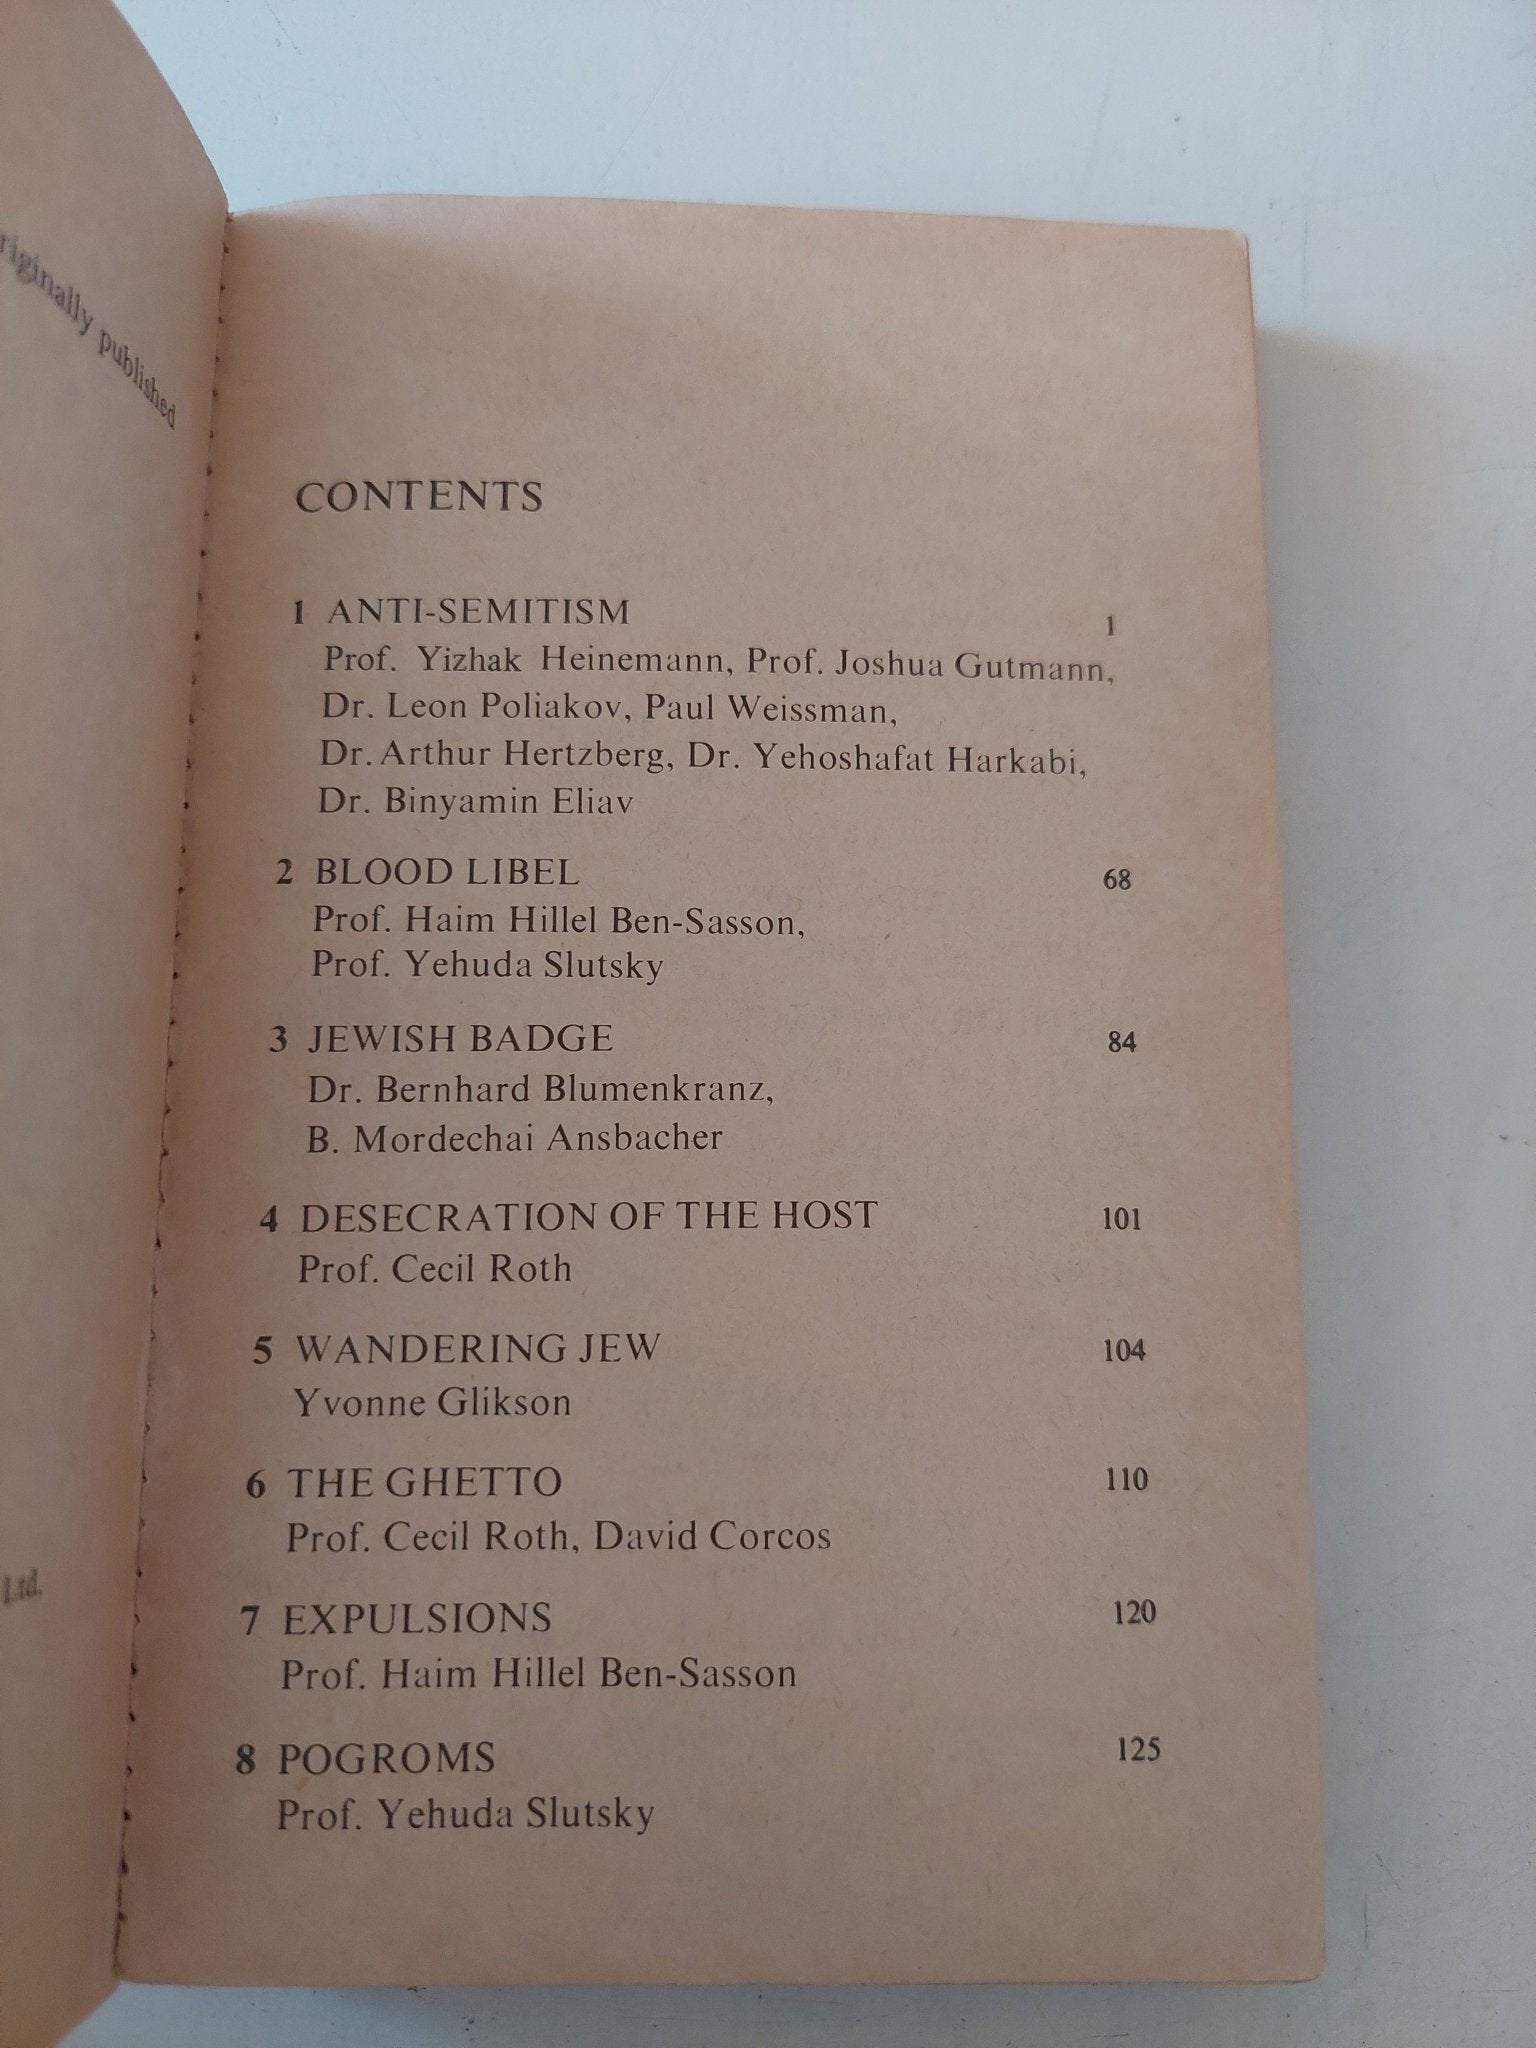 originally published
Ltd.
CONTENTS
1 ANTI-SEMITISM 1
Prof. Yizhak Heinemann, Prof. Joshua Gutmann,
Dr. Leon Poliakov, Paul Weissman,
Dr. Arthur Hertzberg, Dr. Yehoshafat Harkabi,
Dr. Binyamin Eliav
2 BLOOD LIBEL 68
Prof. Haim Hillel Ben-Sasson,
Prof. Yehuda Slutsky
3 JEWISH BADGE 84
Dr. Bernhard Blumenkranz,
B. Mordechai Ansbacher
4 DESECRATION OF THE HOST 101
Prof. Cecil Roth
5 WANDERING JEW 104
Yvonne Glikson
6 THE GHETTO 110
Prof. Cecil Roth, David Corcos
7 EXPULSIONS 120
Prof. Haim Hillel Ben-Sasson
8 POGROMS 125
Prof. Yehuda Slutsky